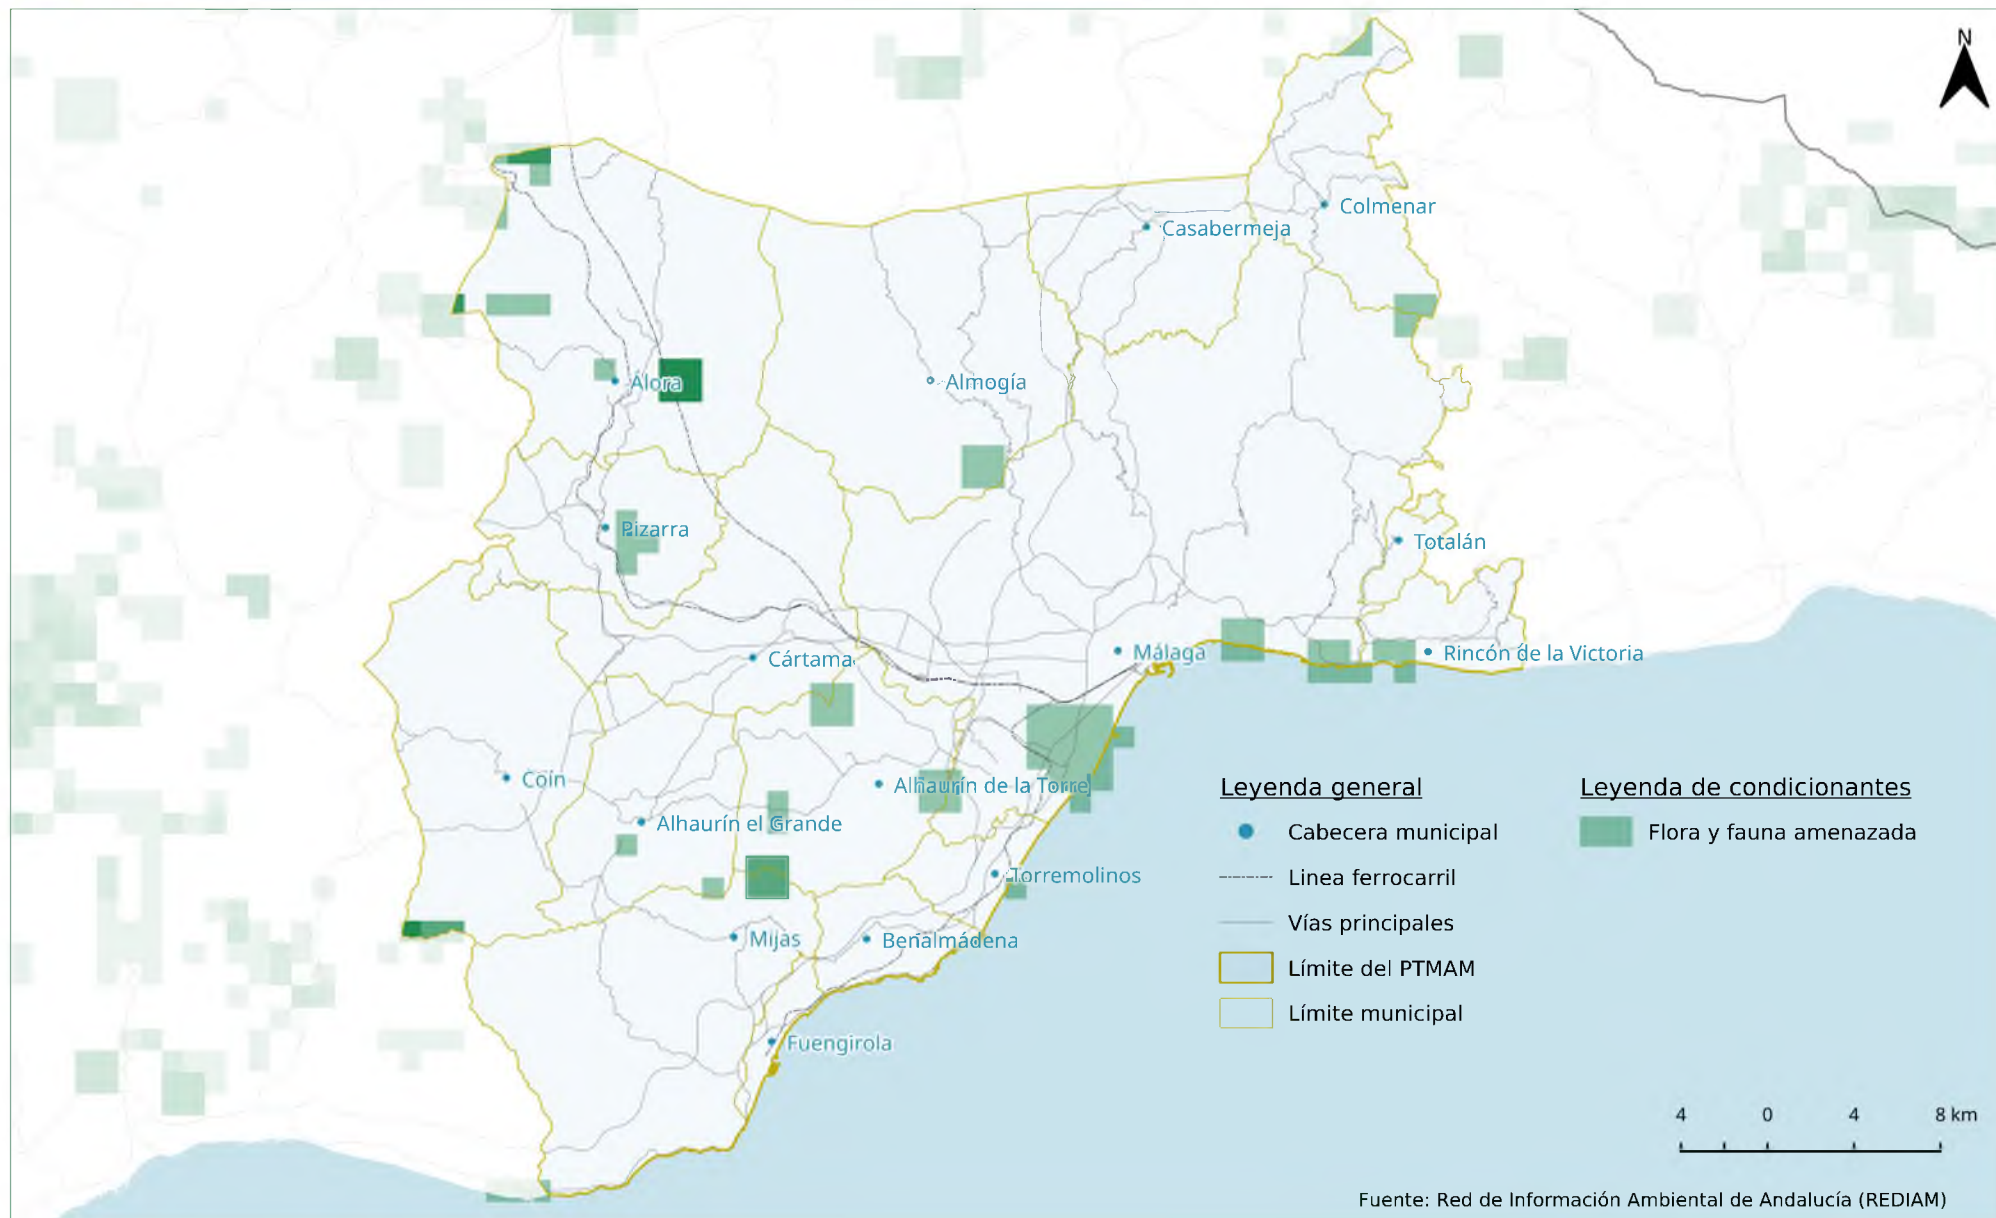 N
Colmenar
Casabermeja
Álora
Almogía
Pizarra
Totalán
Cártama
Málaga
Rincón de la Victoria
Coín
Alhaurín de la Torre
Alhaurín el Grande
Torremolinos
Mijas
Benalmádena
Fuengirola
Leyenda general
Cabecera municipal
Linea ferrocarril
Vías principales
Límite del PTMAM
Límite municipal
Leyenda de condicionantes
Flora y fauna amenazada
4 0 4 8 km
Fuente: Red de Información Ambiental de Andalucía (REDIAM)